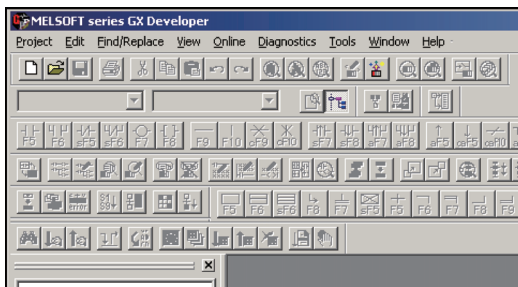 MELSOFT series GX Developer
Project Edit Find/Replace View Online Diagnostics Tools Window Help
F5 sF5 F6 sF6 F7 F8 F9 F10 cF9 cF10 sF7 sF8 aF7 aF8 aF5 caF5 caF10
error
F5 F6 sF6 F8 F7 sF5 F5 F6 F7 F8 F9